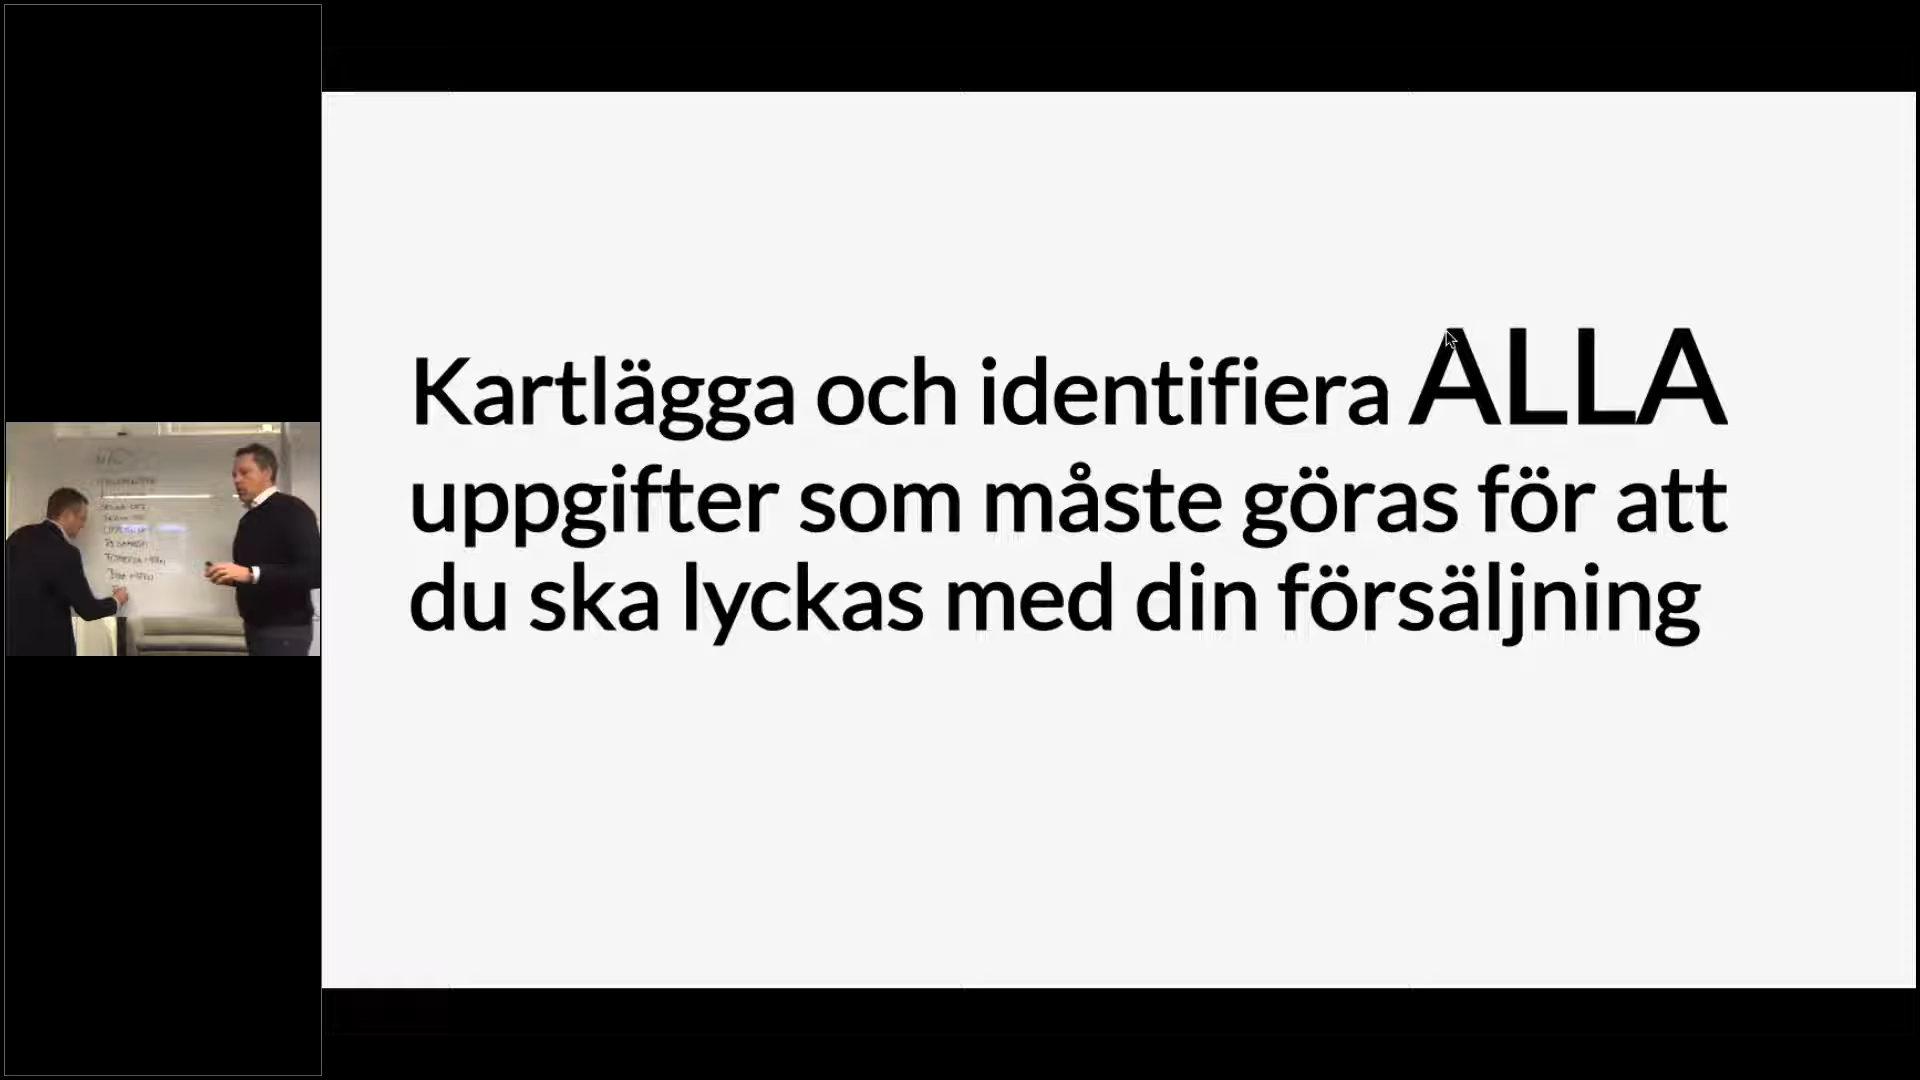 Kartlägga och identifiera ALLA
uppgifter som måste göras för att
du ska lyckas med din försäljning